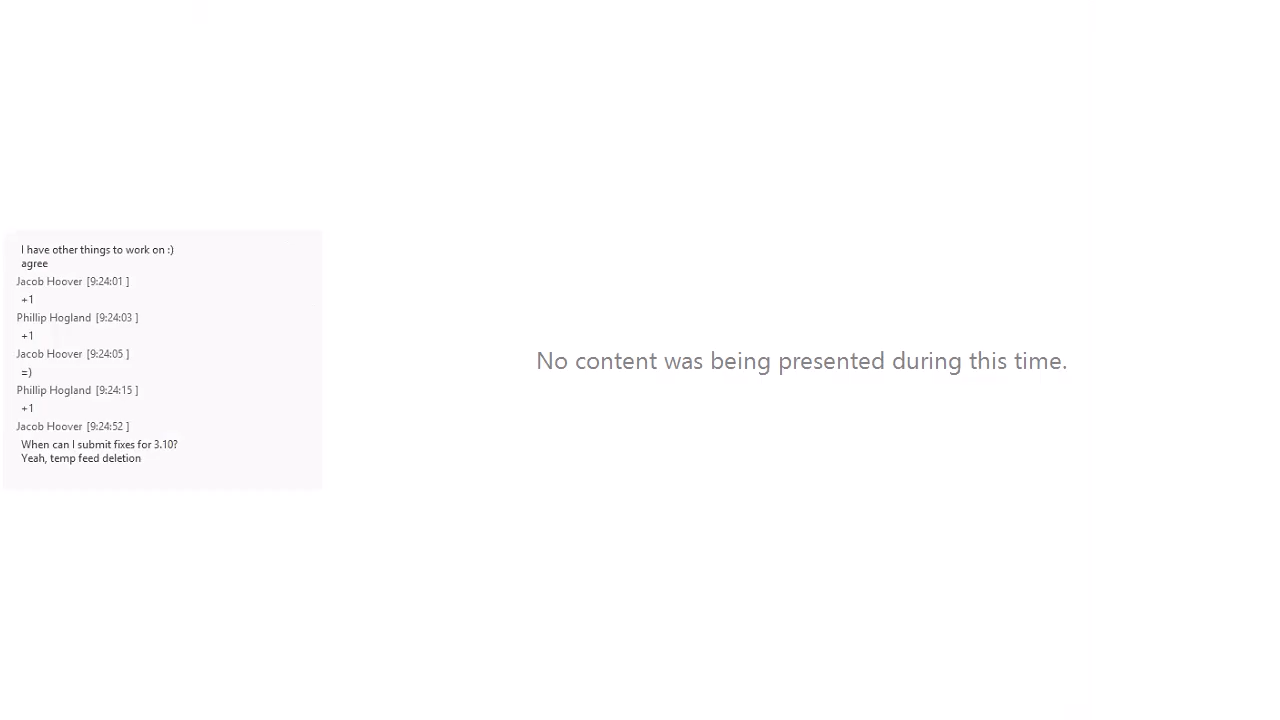 I have other things to work on :)
agree
Jacob Hoover [9:24:01 ]
+1
Phillip Hogland [9:24:03 ]
+1
Jacob Hoover [9:24:05 ]
=)
Phillip Hogland [9:24:15 ]
+1
Jacob Hoover [9:24:52 ]
When can I submit fixes for 3.10?
Yeah, temp feed deletion
No content was being presented during this time.